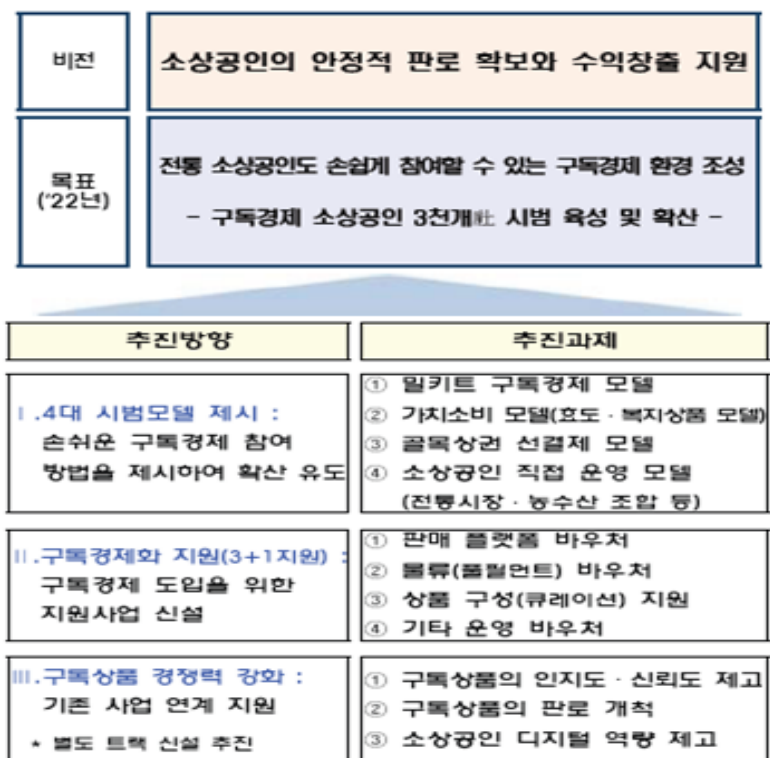 비전
소상공인의 안정적 판로 확보와 수익창출 지원
목표
('22년)
전통 소상공인도 손쉽게 참여할 수 있는 구독경제 환경 조성
- 구독경제 소상공인 3천개社 시범 육성 및 확산 -
추진방향
추진과제
Ⅰ.4대 시범모델 제시 :
손쉬운 구독경제 참여
방법을 제시하여 확산 유도
① 밀키트 구독경제 모델
② 가치소비 모델(효도 · 복지상품 모델)
③ 골목상권 선결제 모델
④ 소상공인 직접 운영 모델
(전통시장 · 농수산 조합 등)
Ⅱ.구독경제화 지원(3+1지원) :
구독경제 도입을 위한
지원사업 신설
① 판매 플랫폼 바우처
② 물류(풀필먼트) 바우처
③ 상품 구성(큐레이션) 지원
④ 기타 운영 바우처
Ⅲ.구독상품 경쟁력 강화 :
기존 사업 연계 지원
* 별도 트랙 신설 추진
① 구독상품의 인지도 · 신뢰도 제고
② 구독상품의 판로 개척
③ 소상공인 디지털 역량 제고